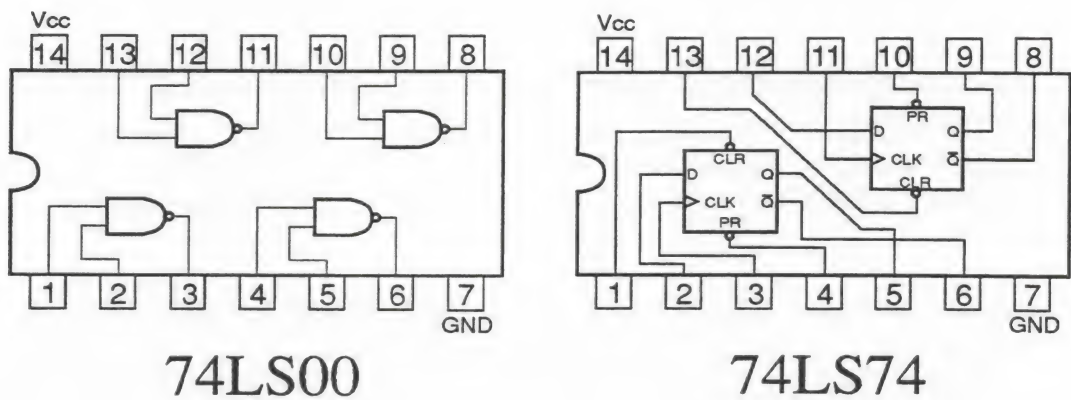 Vcc
14 13 12 11 10 9 8
1 2 3 4 5 6 7
GND
74LS00
Vcc
14 13 12 11 10 9 8
PR
D Q
CLK Q
CLR
CLR
D Q
CLK Q
PR
1 2 3 4 5 6 7
GND
74LS74